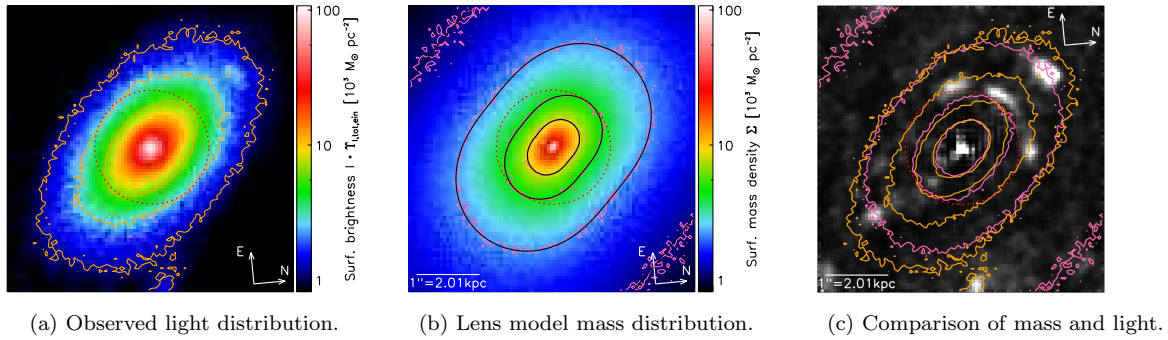 100
10
1
Surf. brightness I · ϒ_I,tot,ein [10³ M⊙ pc⁻²]
E
N
(a) Observed light distribution.
100
10
1
Surf. mass density Σ [10³ M⊙ pc⁻²]
E
N
1"=2.01kpc
(b) Lens model mass distribution.
E
N
1"=2.01kpc
(c) Comparison of mass and light.